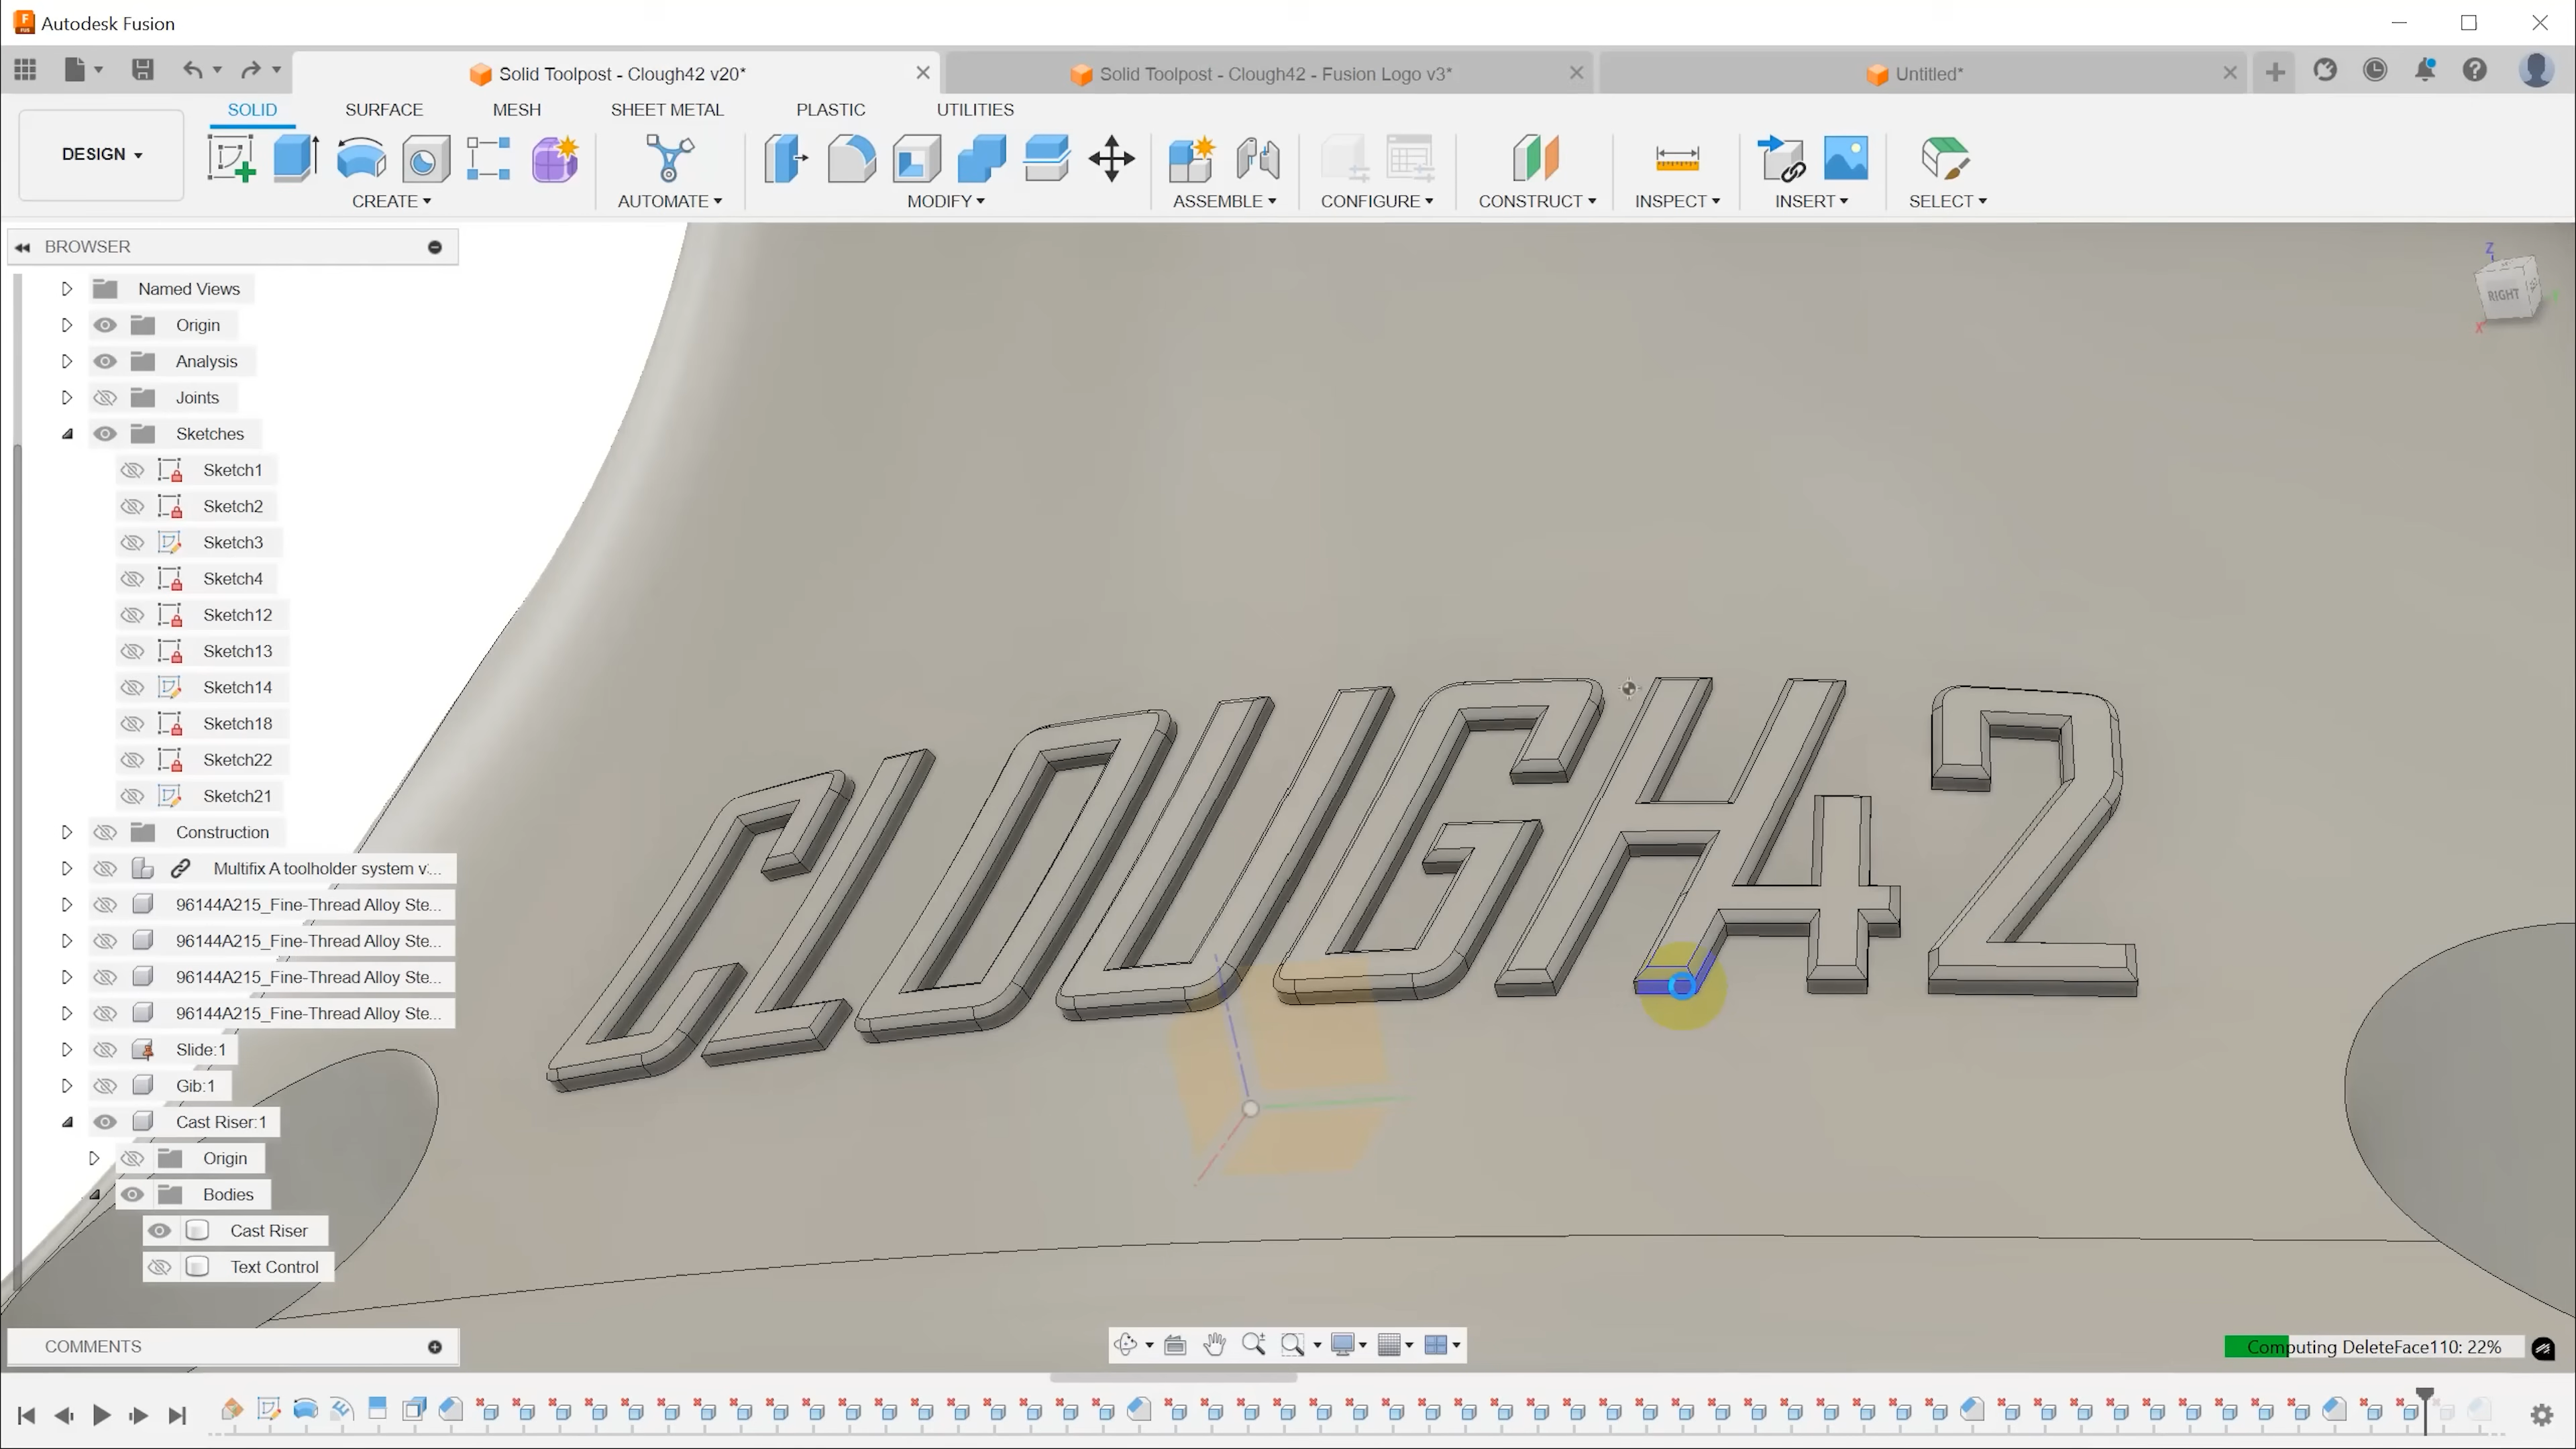 Autodesk Fusion
Solid Toolpost - Clough42 v20*
Solid Toolpost - Clough42 - Fusion Logo v3*
Untitled*
DESIGN
SOLID
SURFACE
MESH
SHEET METAL
PLASTIC
UTILITIES
CREATE
AUTOMATE
MODIFY
ASSEMBLE
CONFIGURE
CONSTRUCT
INSPECT
INSERT
SELECT
BROWSER
Named Views
Origin
Analysis
Joints
Sketches
Sketch1
Sketch2
Sketch3
Sketch4
Sketch12
Sketch13
Sketch14
Sketch18
Sketch22
Sketch21
Construction
Multifix A toolholder system v...
96144A215_Fine-Thread Alloy Ste...
96144A215_Fine-Thread Alloy Ste...
96144A215_Fine-Thread Alloy Ste...
96144A215_Fine-Thread Alloy Ste...
Slide:1
Gib:1
Cast Riser:1
Origin
Bodies
Cast Riser
Text Control
Z
RIGHT
X
CLOUGH42
COMMENTS
Computing DeleteFace110: 22%